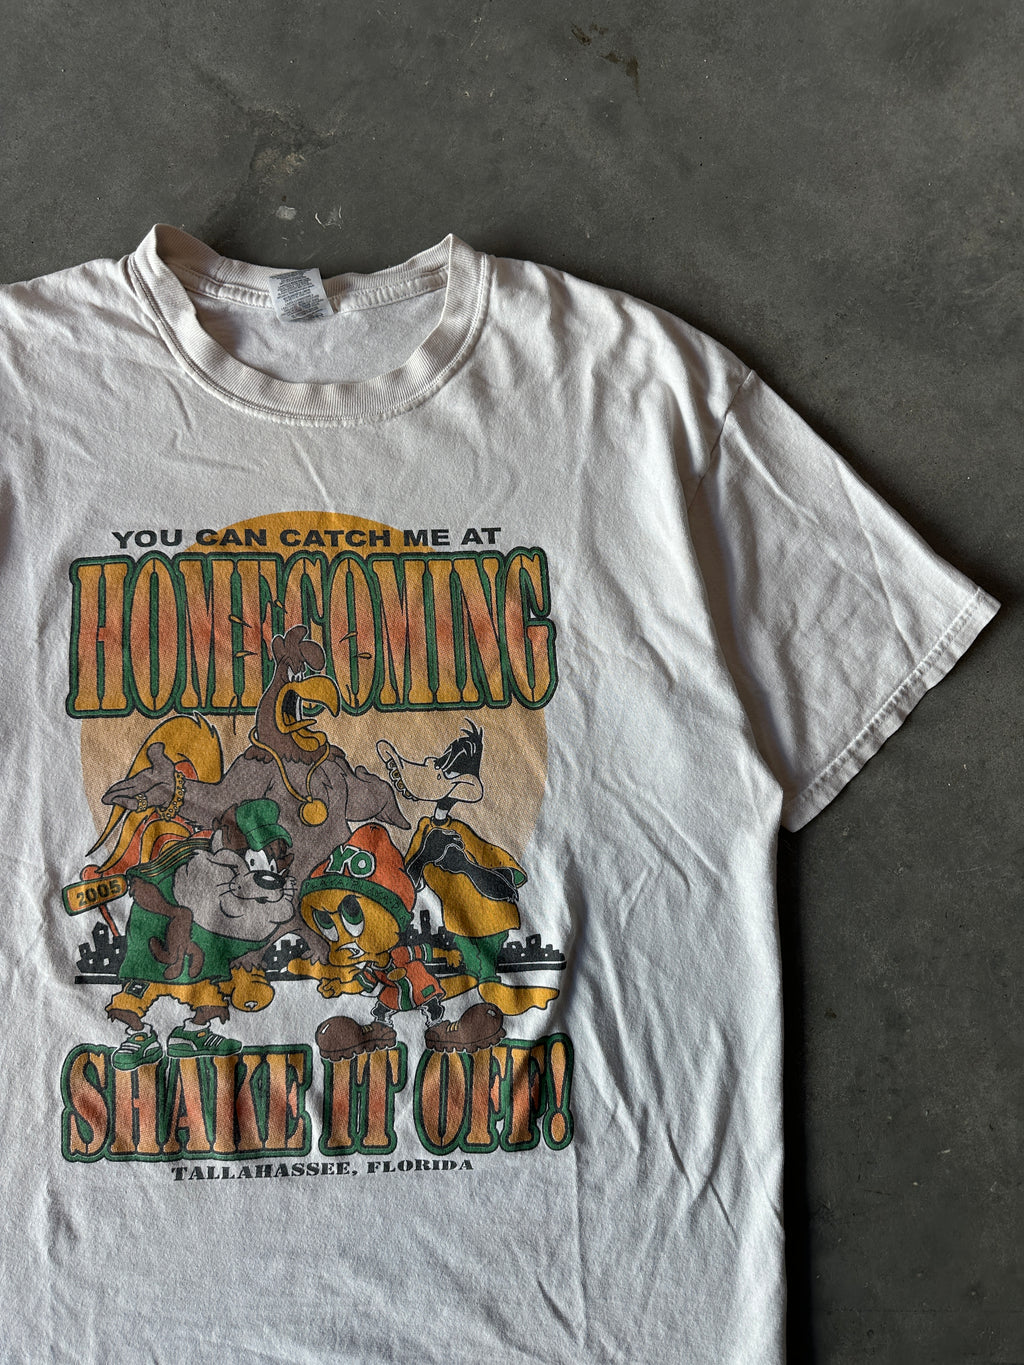 YOU CAN CATCH ME AT
HOMECOMING
YO
2005
SHAKE IT OFF!
TALLAHASSEE, FLORIDA